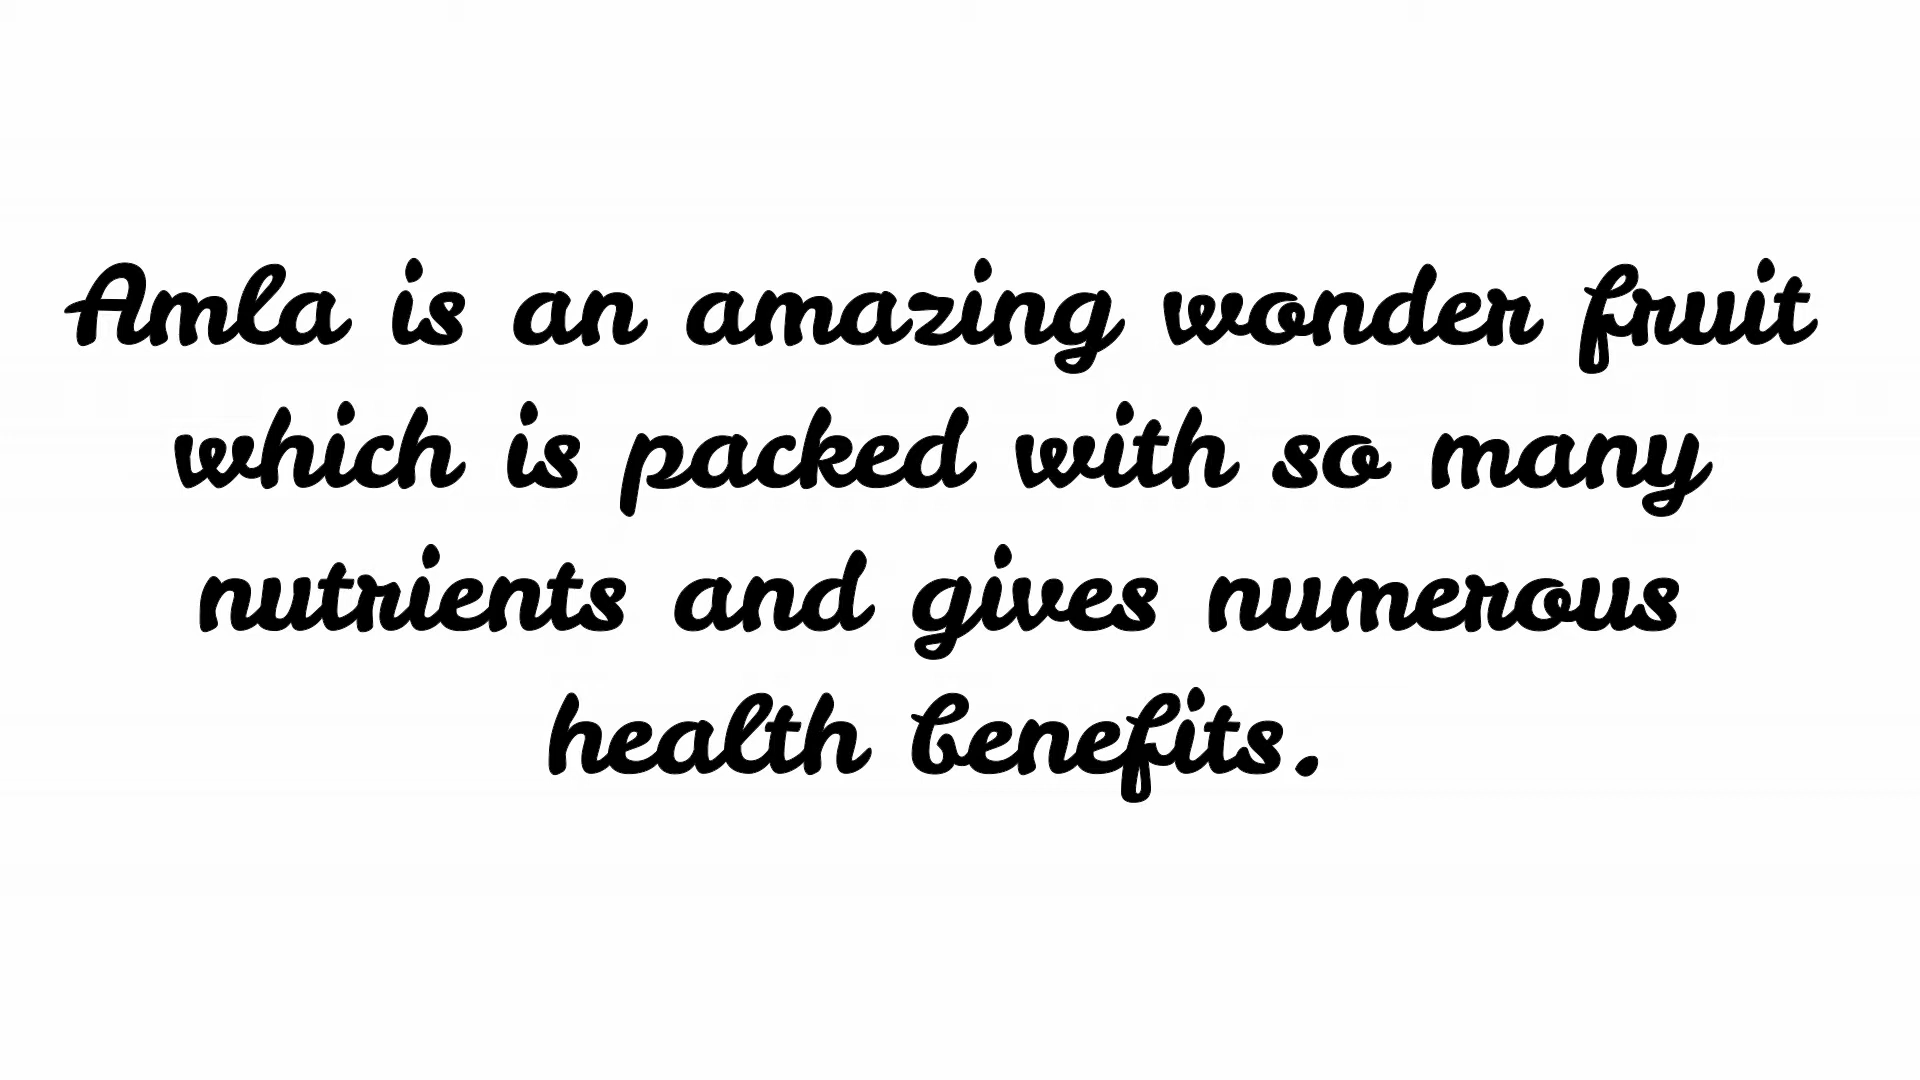 Amla is an amazing wonder fruit
which is packed with so many
nutrients and gives numerous
health benefits.